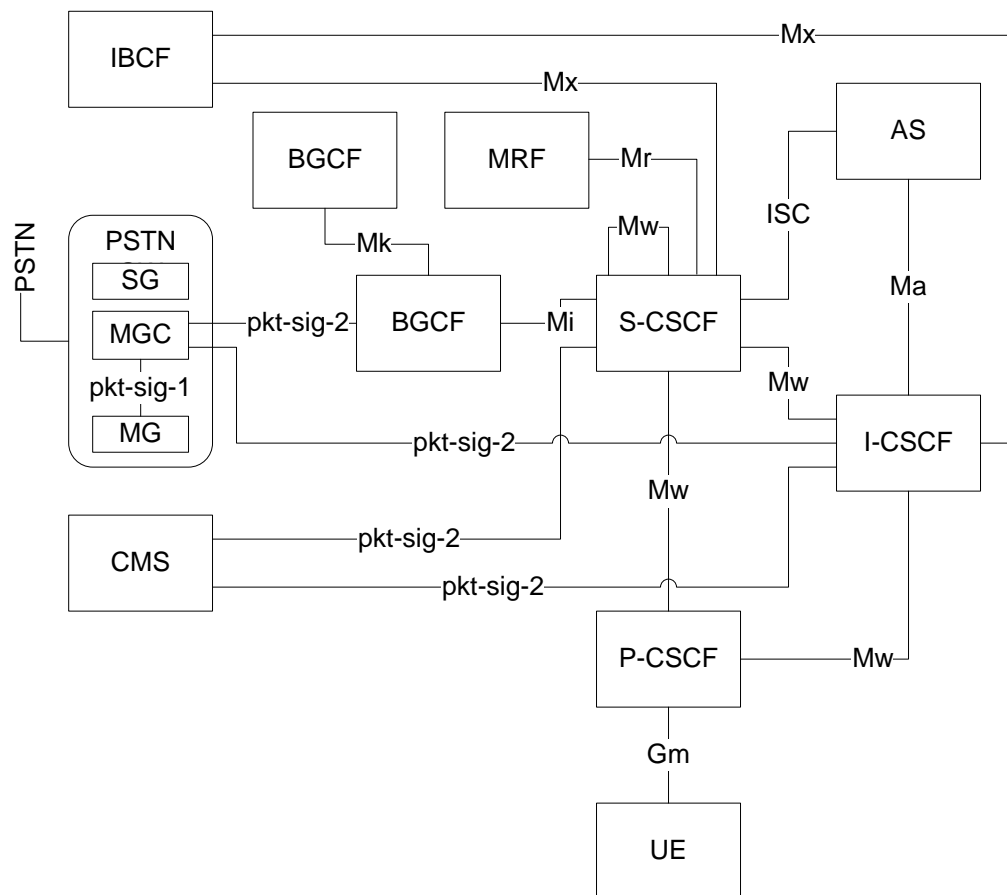 Mx
IBCF
Mx
AS
BGCF
MRF
Mr
ISC
PSTN
PSTN
Mw
Mk
SG
Ma
MGC
pkt-sig-2
BGCF
Mi
S-CSCF
pkt-sig-1
Mw
MG
pkt-sig-2
I-CSCF
Mw
CMS
pkt-sig-2
pkt-sig-2
P-CSCF
Mw
Gm
UE